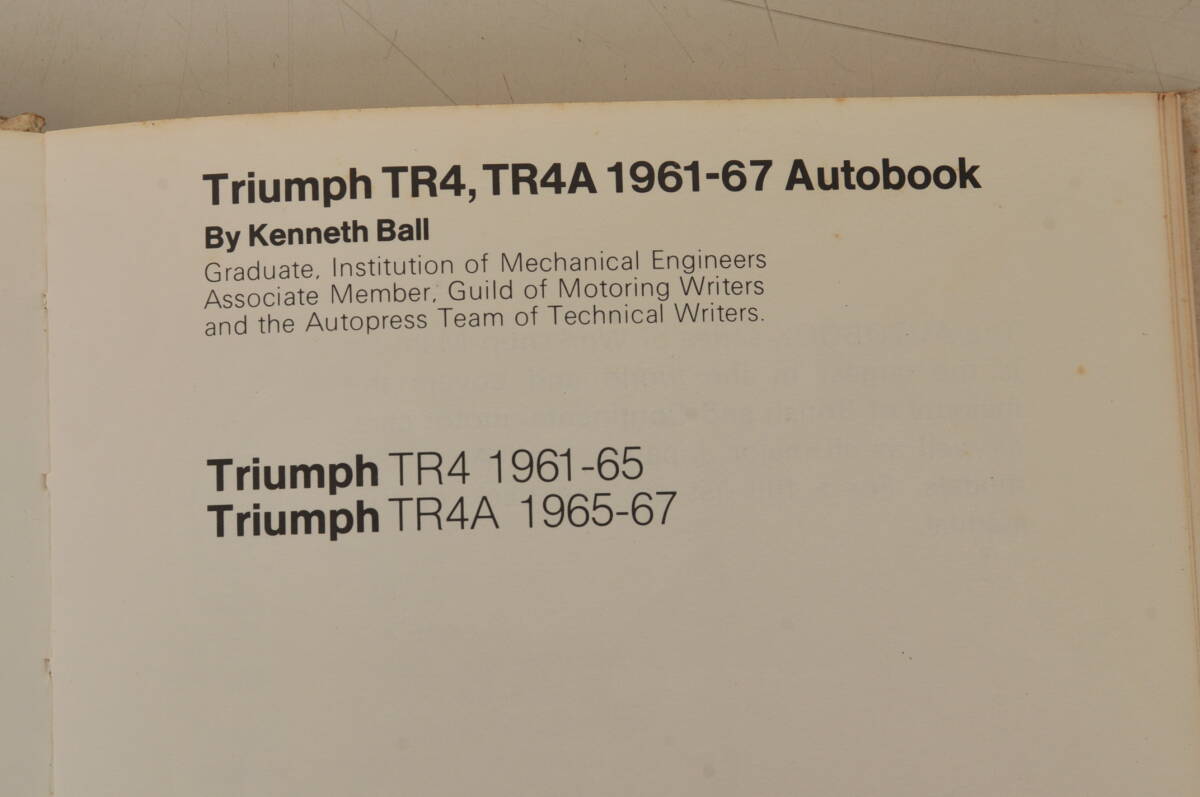 Triumph TR4, TR4A 1961-67 Autobook
By Kenneth Ball
Graduate, Institution of Mechanical Engineers
Associate Member, Guild of Motoring Writers
and the Autopress Team of Technical Writers.
Triumph TR4 1961-65
Triumph TR4A 1965-67